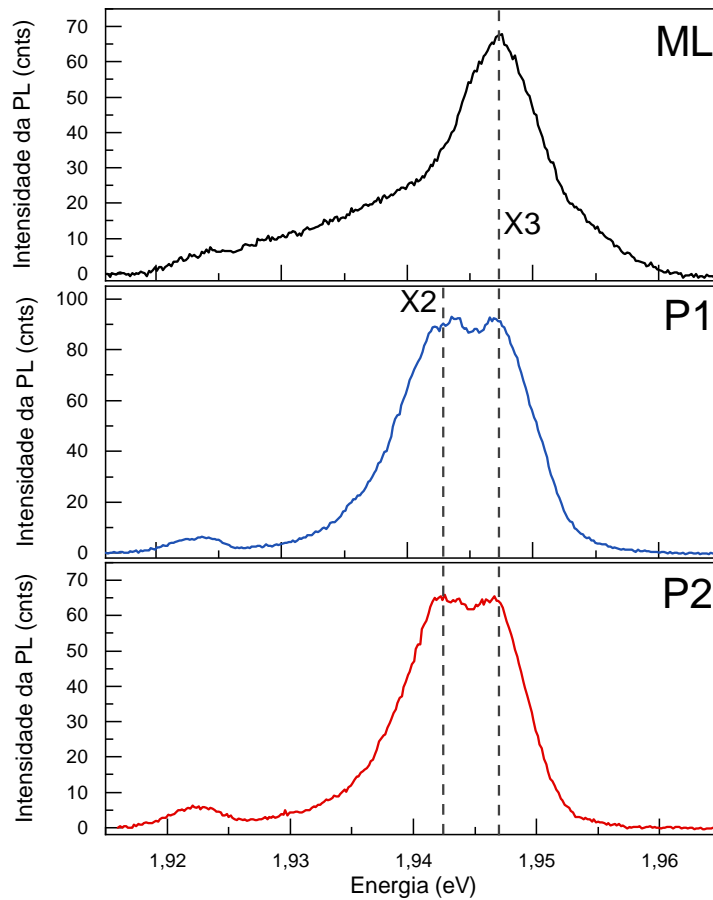 ML
Intensidade da PL (cnts)
70
60
50
40
30
20
10
0
X3
P1
X2
Intensidade da PL (cnts)
100
80
60
40
20
0
P2
Intensidade da PL (cnts)
70
60
50
40
30
20
10
0
1,92 1,93 1,94 1,95 1,96
Energia (eV)